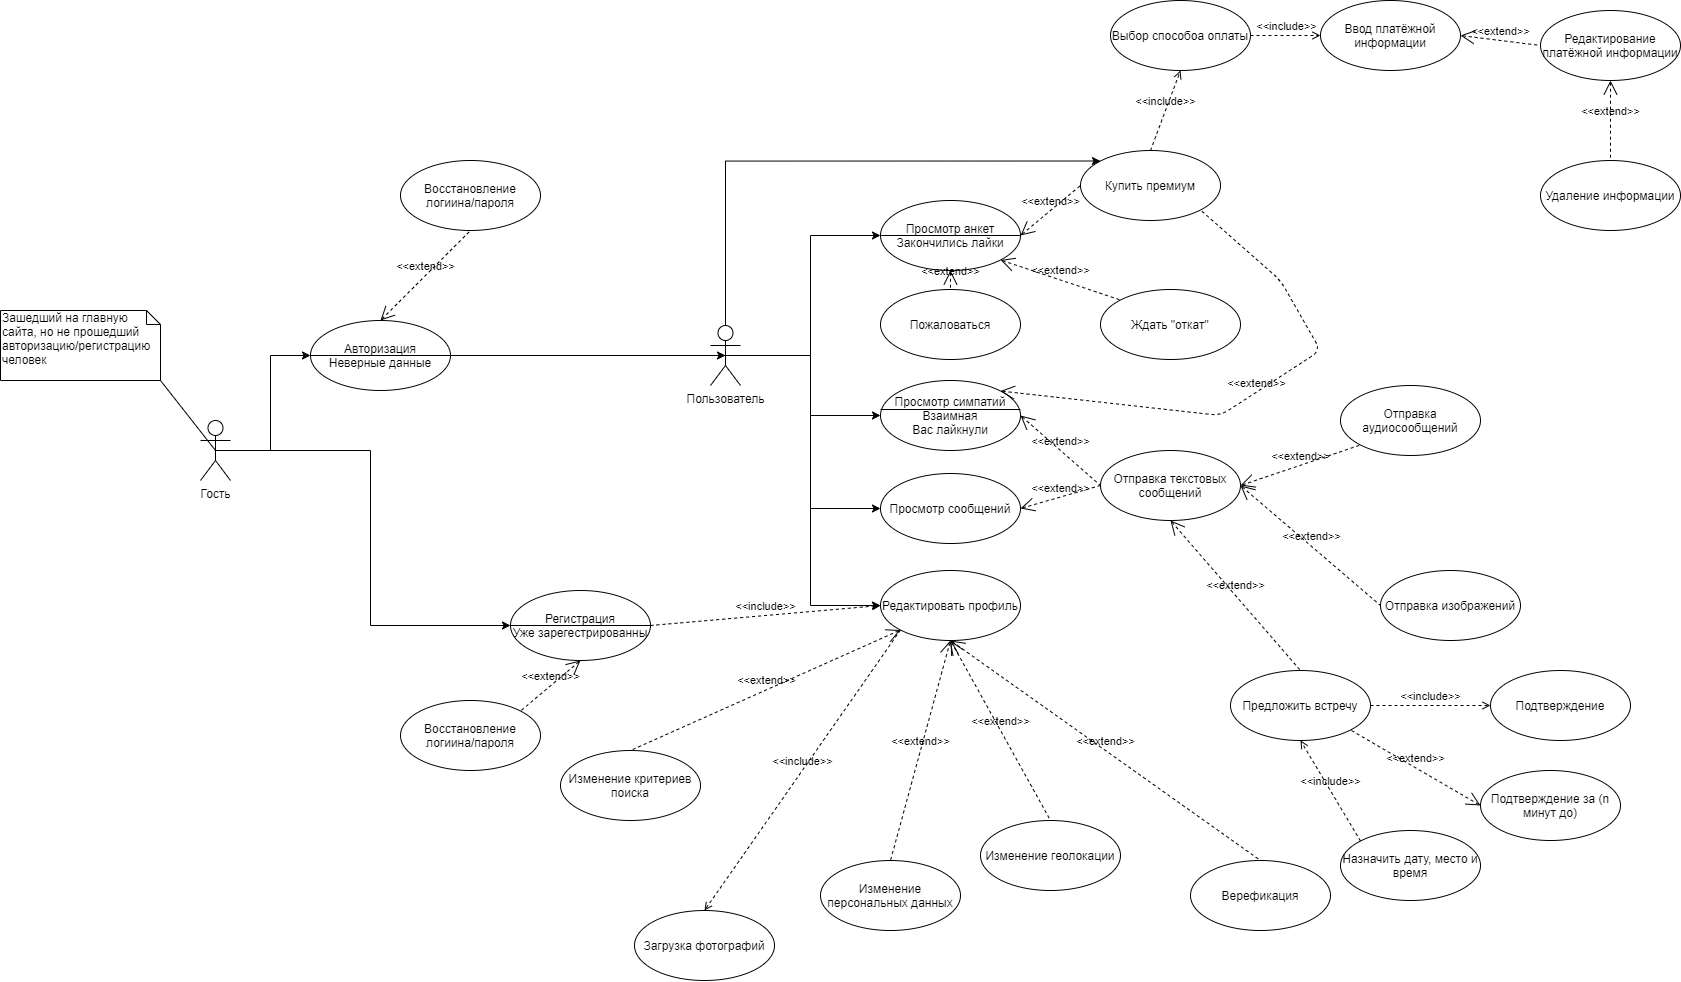 Выбор способоа оплаты
<<include>>
Ввод платёжной
информации
<<extend>>
Редактирование
платёжной информации
<<include>>
<<extend>>
Удаление информации
Купить премиум
Восстановление
логиина/пароля
<<extend>>
Просмотр анкет
Закончились лайки
<<extend>>
<<extend>>
<<extend>>
Пожаловаться
Ждать "откат"
Зашедший на главную
сайта, но не прошедший
авторизацию/регистрацию
человек
Авторизация
Неверные данные
Пользователь
<<extend>>
Просмотр симпатий
Взаимная
Вас лайкнули
<<extend>>
Отправка
аудиосообщений
<<extend>>
Гость
Отправка текстовых
сообщений
<<extend>>
Просмотр сообщений
<<extend>>
<<extend>>
Отправка изображений
Регистрация
Уже зарегестрированны
<<include>>
Редактировать профиль
<<extend>>
<<extend>>
Восстановление
логиина/пароля
<<include>>
Предложить встречу
Подтверждение
<<extend>>
<<extend>>
<<extend>>
<<extend>>
<<extend>>
<<include>>
<<include>>
Изменение критериев
поиска
Подтверждение за (n
минут до)
Изменение геолокации
Назначить дату, место и
время
Изменение
персональных данных
Верефикация
Загрузка фотографий